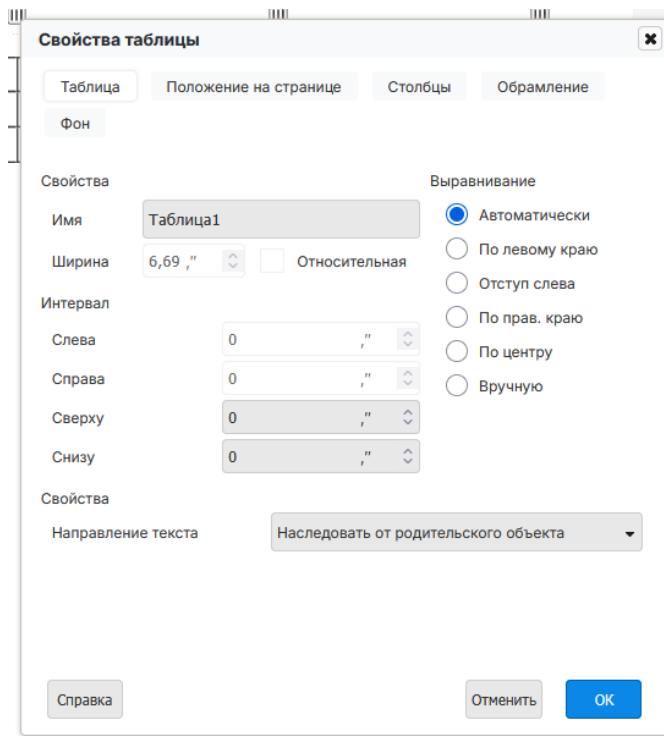 Свойства таблицы
Таблица
Положение на странице
Столбцы
Обрамление
Фон
Свойства
Имя
Таблица1
Ширина
6,69 ,"
Относительная
Интервал
Слева
0 ,"
Справа
0 ,"
Сверху
0 ,"
Снизу
0 ,"
Выравнивание
Автоматически
По левому краю
Отступ слева
По прав. краю
По центру
Вручную
Свойства
Направление текста
Наследовать от родительского объекта
Справка
Отменить
OK